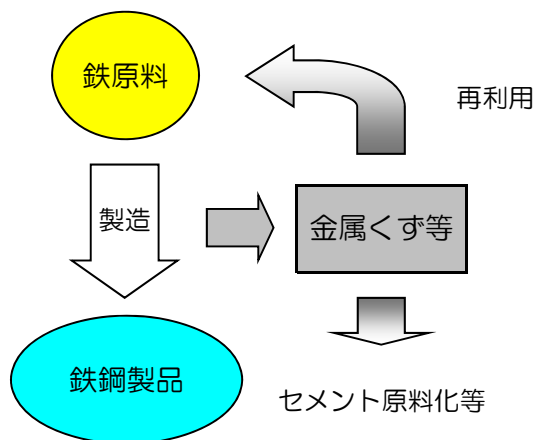 鉄原料
再利用
製造
金属くず等
鉄鋼製品
セメント原料化等